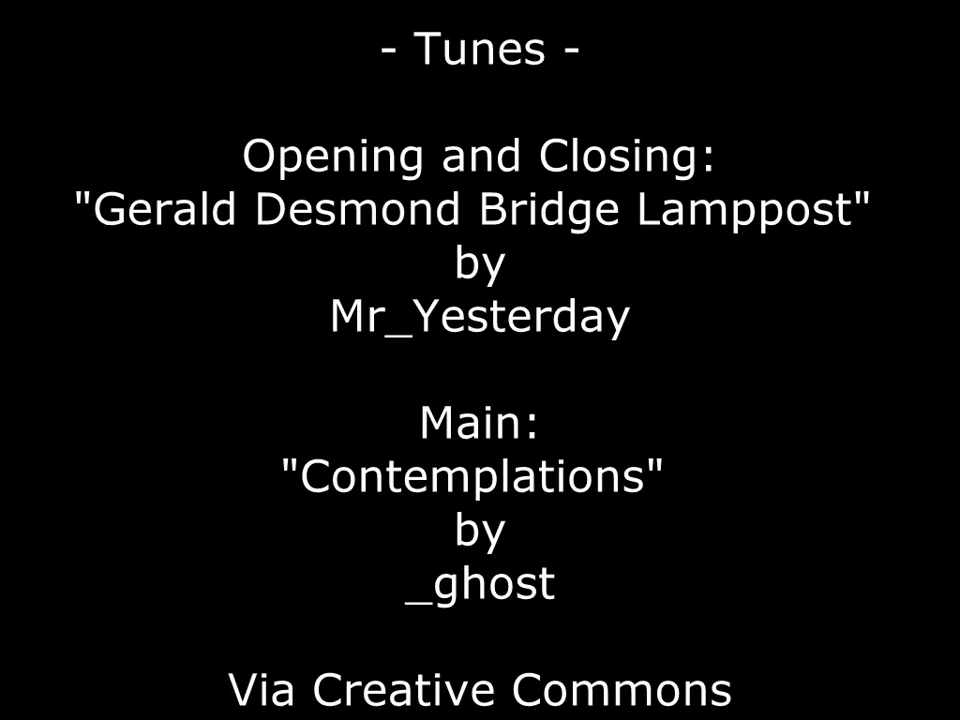 - Tunes -
Opening and Closing:
"Gerald Desmond Bridge Lamppost"
by
Mr_Yesterday
Main:
"Contemplations"
by
_ghost
Via Creative Commons